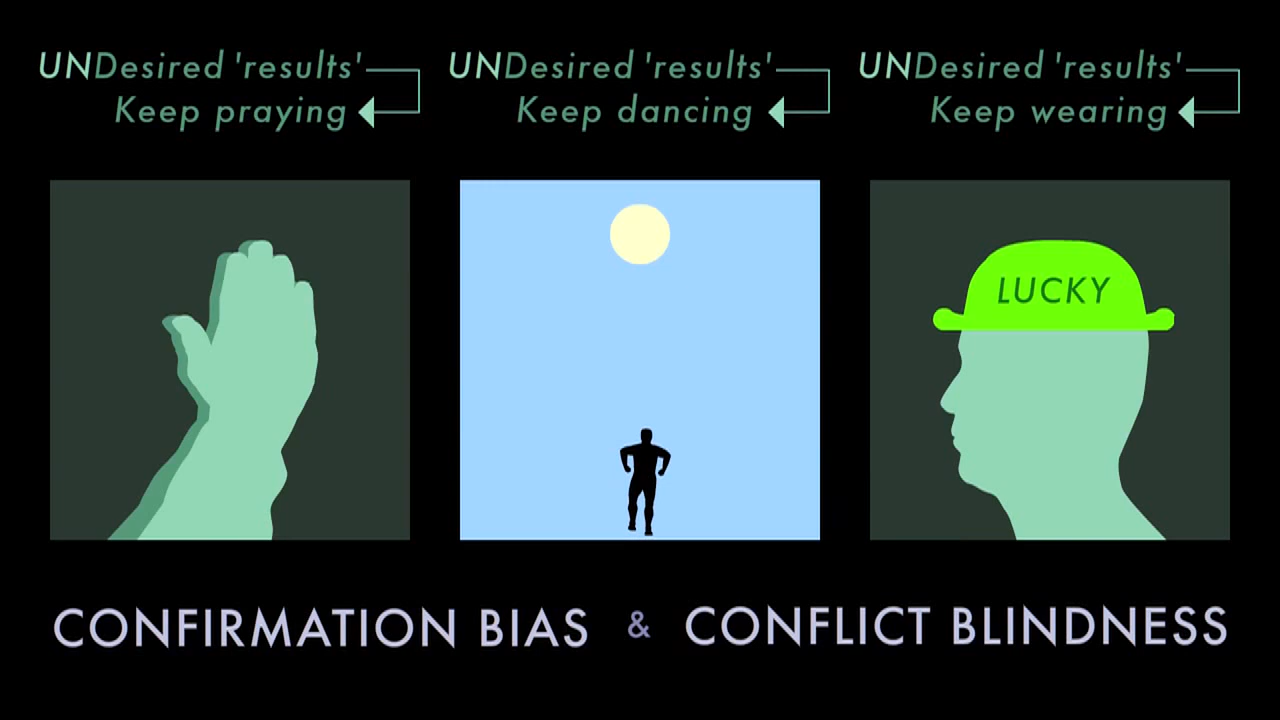 UNDesired 'results'
Keep praying
UNDesired 'results'
Keep dancing
UNDesired 'results'
Keep wearing
LUCKY
CONFIRMATION BIAS & CONFLICT BLINDNESS